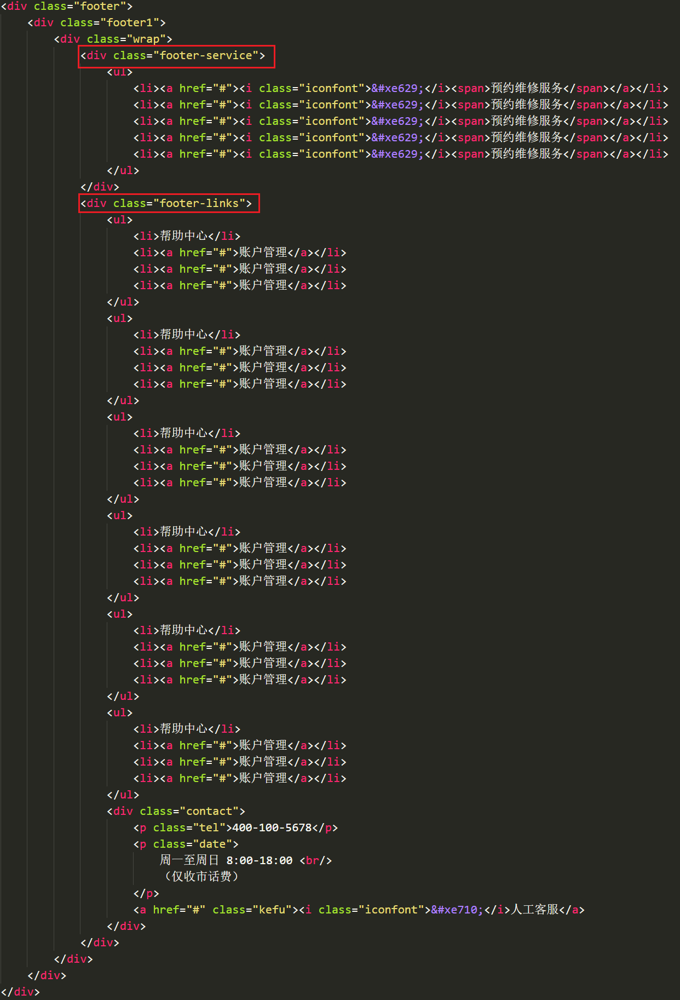 <div class="footer">
<div class="footer1">
<div class="wrap">
<div class="footer-service">
<ul>
<li><a href="#"><i class="iconfont">&#xe629;</i><span>预约维修服务</span></a></li>
<li><a href="#"><i class="iconfont">&#xe629;</i><span>预约维修服务</span></a></li>
<li><a href="#"><i class="iconfont">&#xe629;</i><span>预约维修服务</span></a></li>
<li><a href="#"><i class="iconfont">&#xe629;</i><span>预约维修服务</span></a></li>
<li><a href="#"><i class="iconfont">&#xe629;</i><span>预约维修服务</span></a></li>
</ul>
</div>
<div class="footer-links">
<ul>
<li>帮助中心</li>
<li><a href="#">账户管理</a></li>
<li><a href="#">账户管理</a></li>
<li><a href="#">账户管理</a></li>
</ul>
<ul>
<li>帮助中心</li>
<li><a href="#">账户管理</a></li>
<li><a href="#">账户管理</a></li>
<li><a href="#">账户管理</a></li>
</ul>
<ul>
<li>帮助中心</li>
<li><a href="#">账户管理</a></li>
<li><a href="#">账户管理</a></li>
<li><a href="#">账户管理</a></li>
</ul>
<ul>
<li>帮助中心</li>
<li><a href="#">账户管理</a></li>
<li><a href="#">账户管理</a></li>
<li><a href="#">账户管理</a></li>
</ul>
<ul>
<li>帮助中心</li>
<li><a href="#">账户管理</a></li>
<li><a href="#">账户管理</a></li>
<li><a href="#">账户管理</a></li>
</ul>
<ul>
<li>帮助中心</li>
<li><a href="#">账户管理</a></li>
<li><a href="#">账户管理</a></li>
<li><a href="#">账户管理</a></li>
</ul>
<div class="contact">
<p class="tel">400-100-5678</p>
<p class="date">
周一至周日 8:00-18:00 <br/>
（仅收市话费）
</p>
<a href="#" class="kefu"><i class="iconfont">&#xe710;</i>人工客服</a>
</div>
</div>
</div>
</div>
</div>